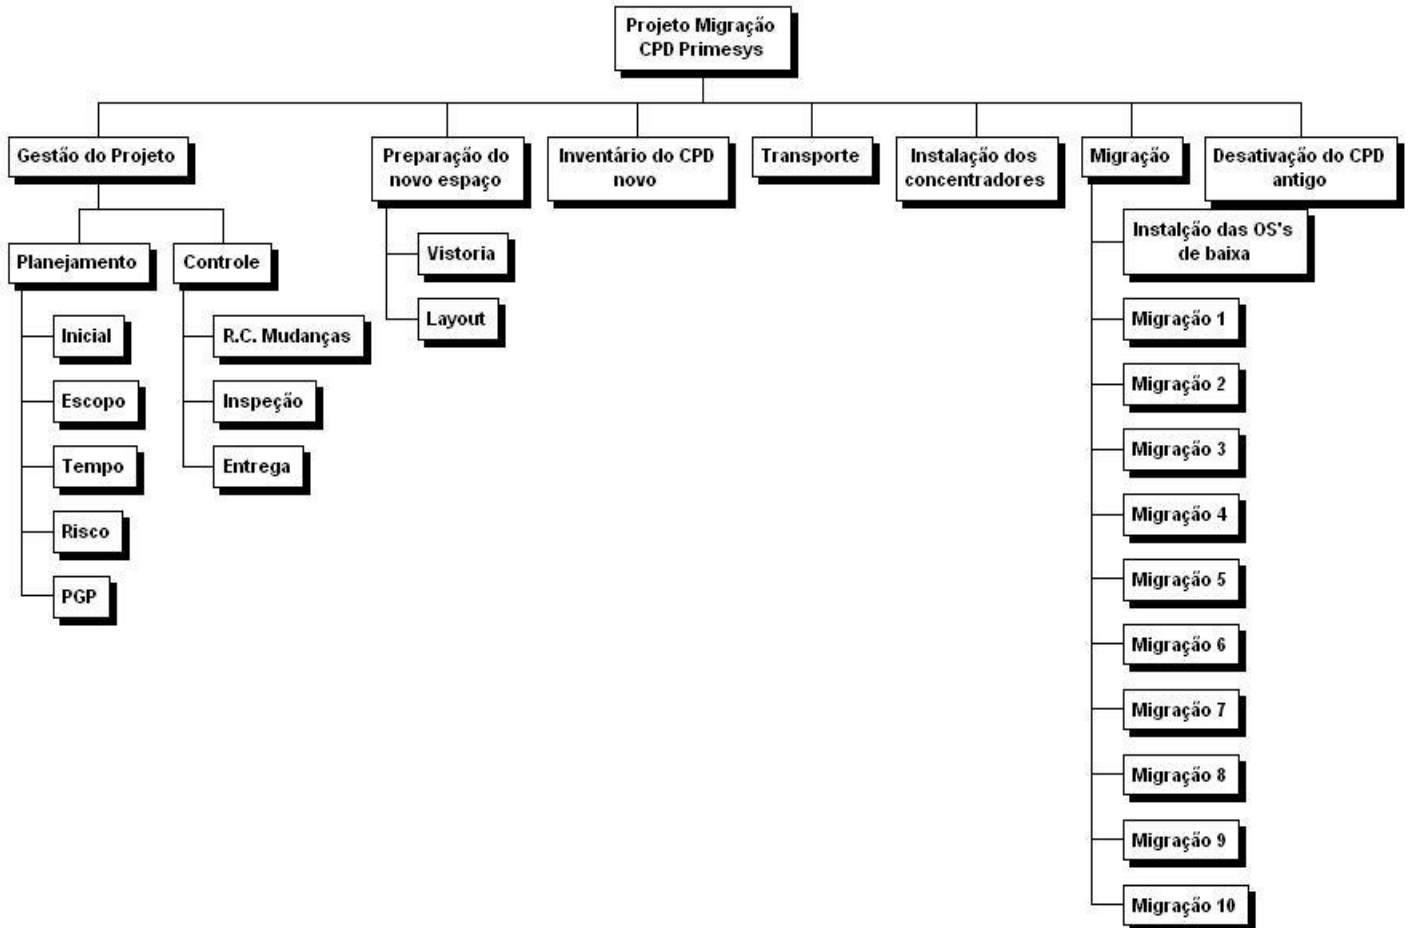 Projeto Migração
CPD Primesys
Gestão do Projeto
Preparação do
novo espaço
Inventário do CPD
novo
Transporte
Instalação dos
concentradores
Migração
Desativação do CPD
antigo
Planejamento
Controle
Inicial
Escopo
Tempo
Risco
PGP
R.C. Mudanças
Inspeção
Entrega
Vistoria
Layout
Instalção das OS's
de baixa
Migração 1
Migração 2
Migração 3
Migração 4
Migração 5
Migração 6
Migração 7
Migração 8
Migração 9
Migração 10